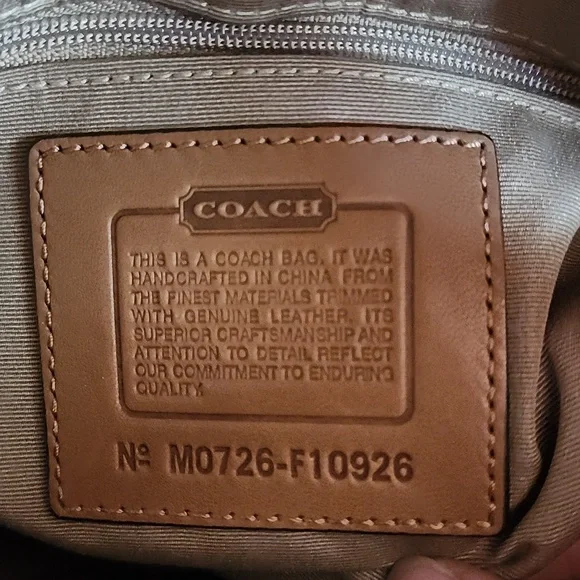 COACH
THIS IS A COACH BAG. IT WAS
HANDCRAFTED IN CHINA FROM
THE FINEST MATERIALS TRIMMED
WITH GENUINE LEATHER. ITS
SUPERIOR CRAFTSMANSHIP AND
ATTENTION TO DETAIL REFLECT
OUR COMMITMENT TO ENDURING
QUALITY.
Nº M0726-F10926